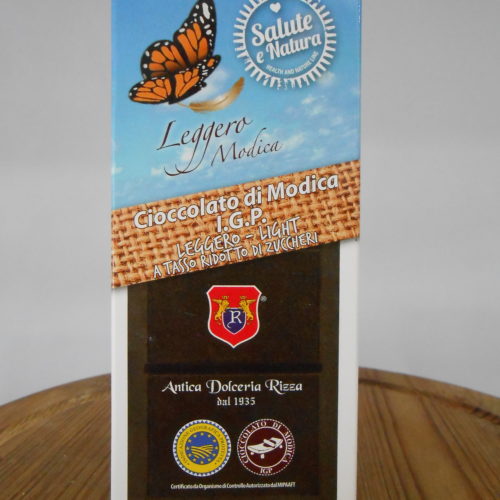 Salute
e Natura
HEALTH AND NATURE LINE
Leggero
Modica
Cioccolato di Modica
I.G.P.
LEGGERO - LIGHT
A TASSO RIDOTTO DI ZUCCHERI
R
®
Antica Dolceria Rizza
dal 1935
CIOCCOLATO DI MODICA
IGP
Certificato da Organismo di Controllo Autorizzato dal MIPAAFT